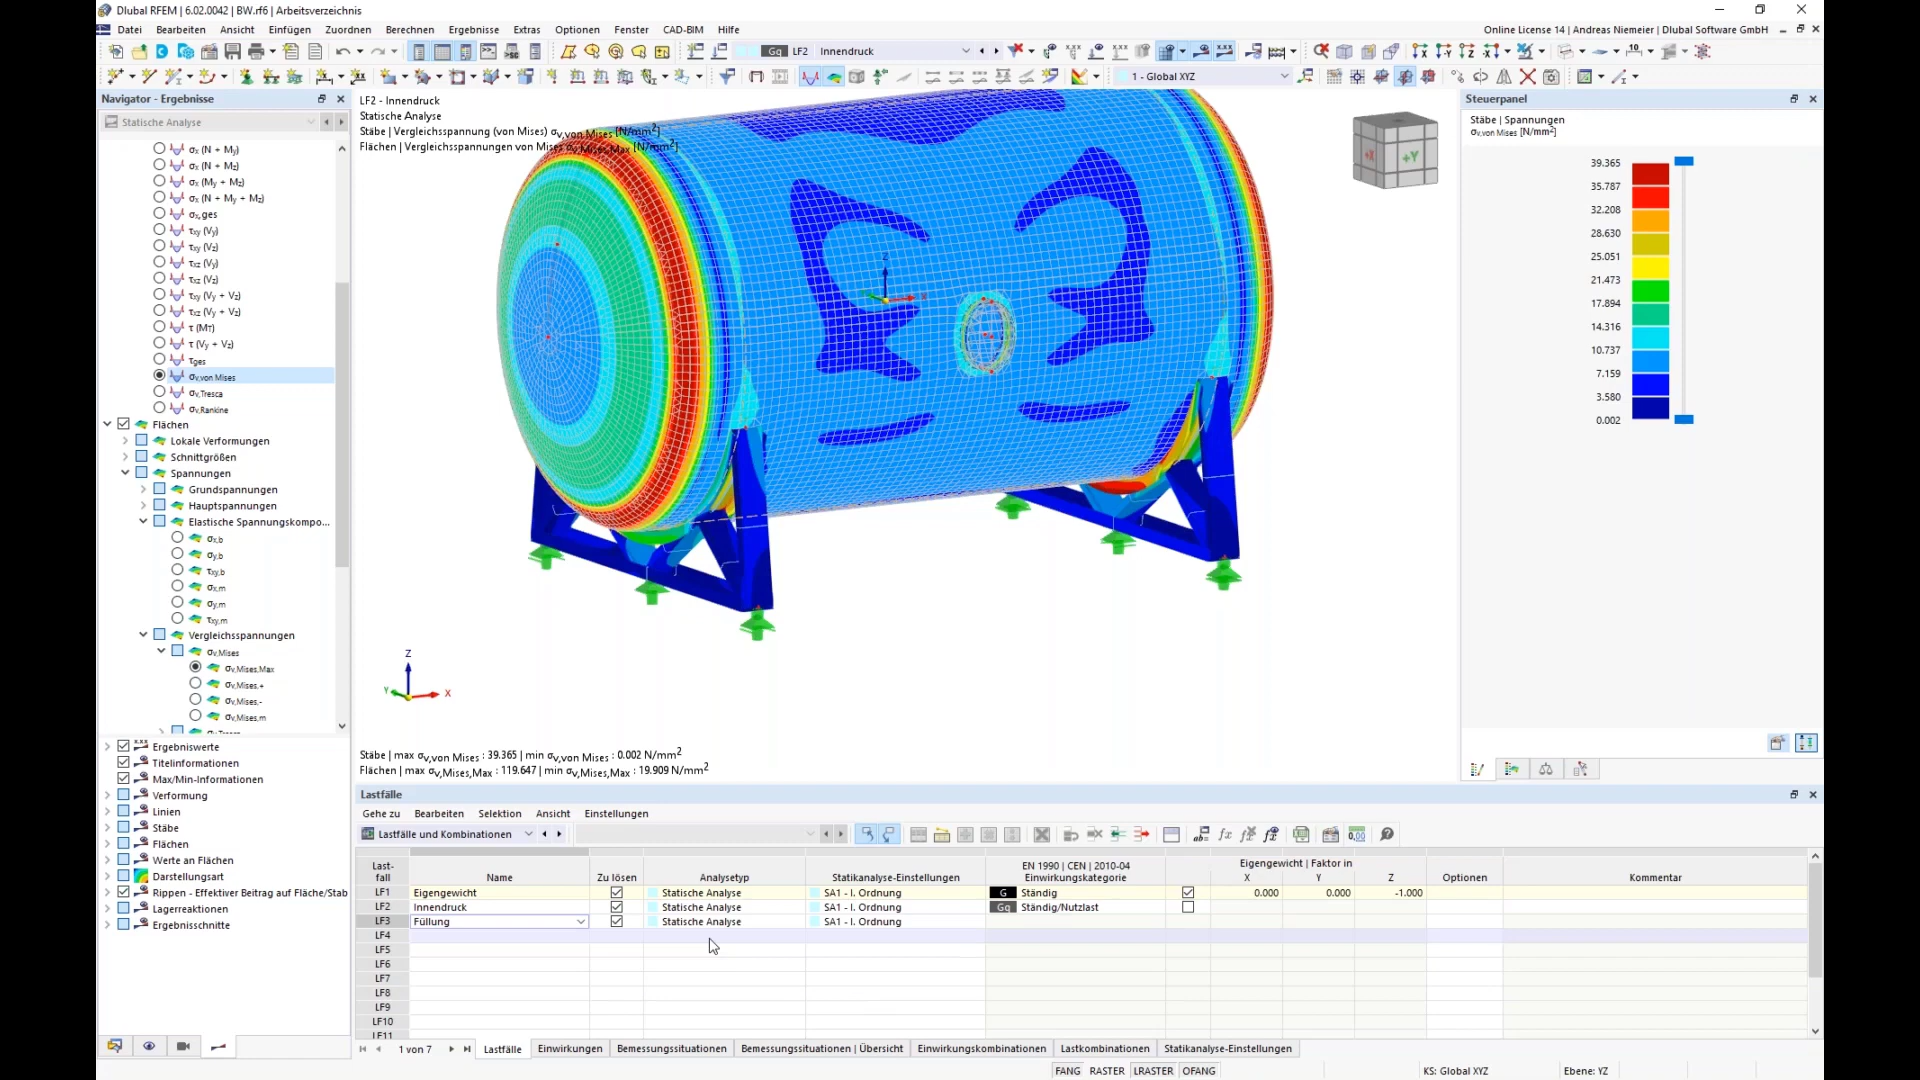 Dlubal RFEM | 6.02.0042 | BW.rf6 | Arbeitsverzeichnis
Datei Bearbeiten Ansicht Einfügen Zuordnen Berechnen Ergebnisse Extras Optionen Fenster CAD-BIM Hilfe
Online License 14 | Andreas Niemeier | Dlubal Software GmbH
Gq LF2 Innendruck
1 - Global XYZ
Navigator - Ergebnisse
Statische Analyse
σx (N + My)
σx (N + Mz)
σx (My + Mz)
σx (N + My + Mz)
σx,ges
τxy (Vy)
τxy (Vz)
τxz (Vy)
τxz (Vz)
τxy (Vy + Vz)
τxz (Vy + Vz)
τ (MT)
τ (Vy + Vz)
τges
σv,von Mises
σv,Tresca
σv,Rankine
Flächen
Lokale Verformungen
Schnittgrößen
Spannungen
Grundspannungen
Hauptspannungen
Elastische Spannungskompo...
σx,b
σy,b
τxy,b
σx,m
σy,m
τxy,m
Vergleichsspannungen
σv,Mises
σv,Mises,Max
σv,Mises,+
σv,Mises,-
σv,Mises,m
Ergebniswerte
Titelinformationen
Max/Min-Informationen
Verformung
Linien
Stäbe
Flächen
Werte an Flächen
Darstellungsart
Rippen - Effektiver Beitrag auf Fläche/Stab
Lagerreaktionen
Ergebnisschnitte
LF2 - Innendruck
Statische Analyse
Stäbe | Vergleichsspannung (von Mises) σv,von Mises [N/mm2]
Flächen | Vergleichsspannungen von Mises σv,Mises,Max [N/mm2]
Z
X
+X +Y
Z
Y X
Stäbe | max σv,von Mises : 39.365 | min σv,von Mises : 0.002 N/mm2
Flächen | max σv,Mises,Max : 119.647 | min σv,Mises,Max : 19.909 N/mm2
Steuerpanel
Stäbe | Spannungen
σv,von Mises [N/mm2]
39.365
35.787
32.208
28.630
25.051
21.473
17.894
14.316
10.737
7.159
3.580
0.002
Lastfälle
Gehe zu Bearbeiten Selektion Ansicht Einstellungen
Lastfälle und Kombinationen
Last-
fall
Name
Zu lösen
Analysetyp
Statikanalyse-Einstellungen
EN 1990 | CEN | 2010-04
Einwirkungskategorie
Eigengewicht | Faktor in
X Y Z
Optionen
Kommentar
LF1 Eigengewicht Statische Analyse SA1 - I. Ordnung G Ständig 0.000 0.000 -1.000
LF2 Innendruck Statische Analyse SA1 - I. Ordnung Gq Ständig/Nutzlast
LF3 Füllung Statische Analyse SA1 - I. Ordnung
LF4
LF5
LF6
LF7
LF8
LF9
LF10
LF11
1 von 7 Lastfälle Einwirkungen Bemessungssituationen Bemessungssituationen | Übersicht Einwirkungskombinationen Lastkombinationen Statikanalyse-Einstellungen
FANG RASTER LRASTER OFANG KS: Global XYZ Ebene: YZ